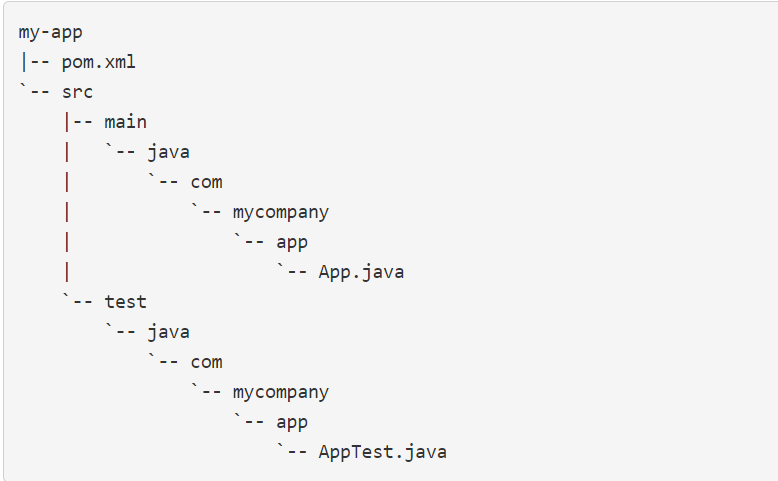 my-app
|-- pom.xml
`-- src
    |-- main
    |   `-- java
    |       `-- com
    |           `-- mycompany
    |               `-- app
    |                   `-- App.java
    `-- test
        `-- java
            `-- com
                `-- mycompany
                    `-- app
                        `-- AppTest.java